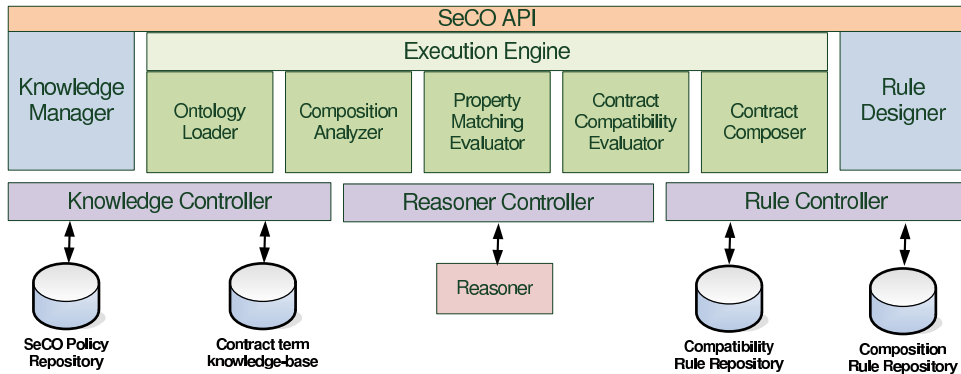 SeCO API
Execution Engine
Knowledge
Manager
Ontology
Loader
Composition
Analyzer
Property
Matching
Evaluator
Contract
Compatibility
Evaluator
Contract
Composer
Rule
Designer
Knowledge Controller
Reasoner Controller
Rule Controller
Reasoner
SeCO Policy
Repository
Contract term
knowledge-base
Compatibility
Rule Repository
Composition
Rule Repository